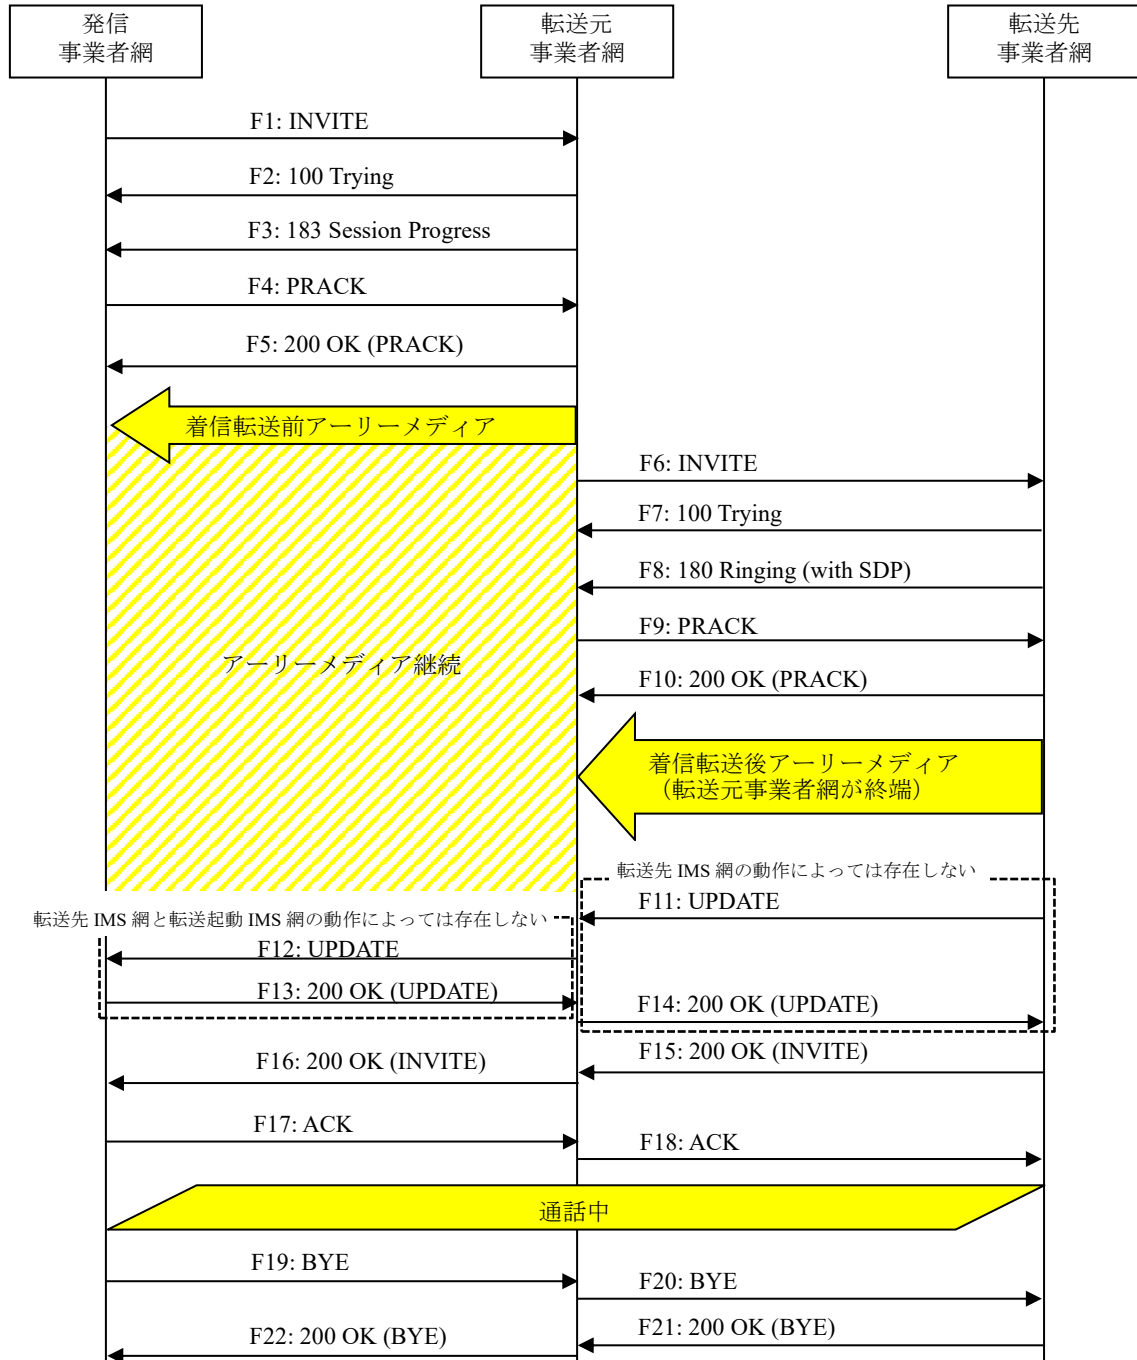 発信
事業者網
転送元
事業者網
転送先
事業者網
F1: INVITE
F2: 100 Trying
F3: 183 Session Progress
F4: PRACK
F5: 200 OK (PRACK)
着信転送前アーリーメディア
F6: INVITE
F7: 100 Trying
F8: 180 Ringing (with SDP)
F9: PRACK
アーリーメディア継続
F10: 200 OK (PRACK)
着信転送後アーリーメディア
（転送元事業者網が終端）
転送先 IMS 網の動作によっては存在しない
F11: UPDATE
転送先 IMS 網と転送起動 IMS 網の動作によっては存在しない
F12: UPDATE
F13: 200 OK (UPDATE)
F14: 200 OK (UPDATE)
F15: 200 OK (INVITE)
F16: 200 OK (INVITE)
F17: ACK
F18: ACK
通話中
F19: BYE
F20: BYE
F21: 200 OK (BYE)
F22: 200 OK (BYE)